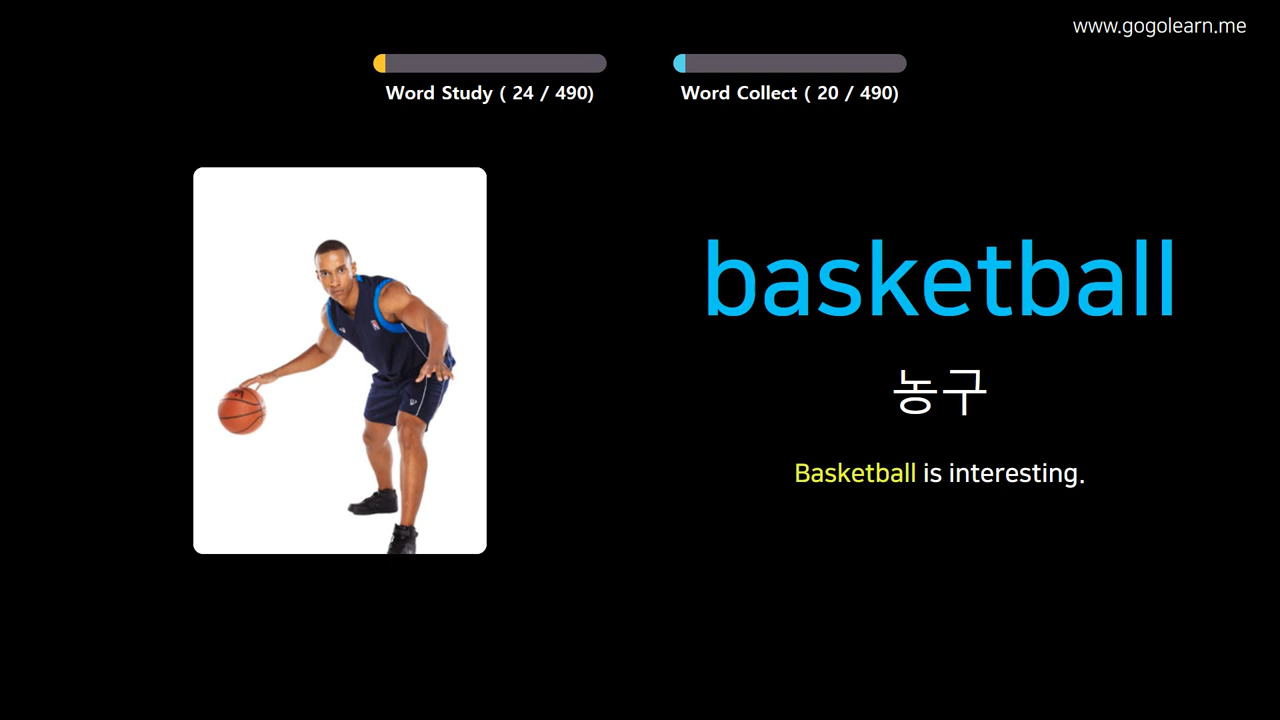 www.gogolearn.me
Word Study ( 24 / 490)
Word Collect ( 20 / 490)
basketball
농구
Basketball is interesting.